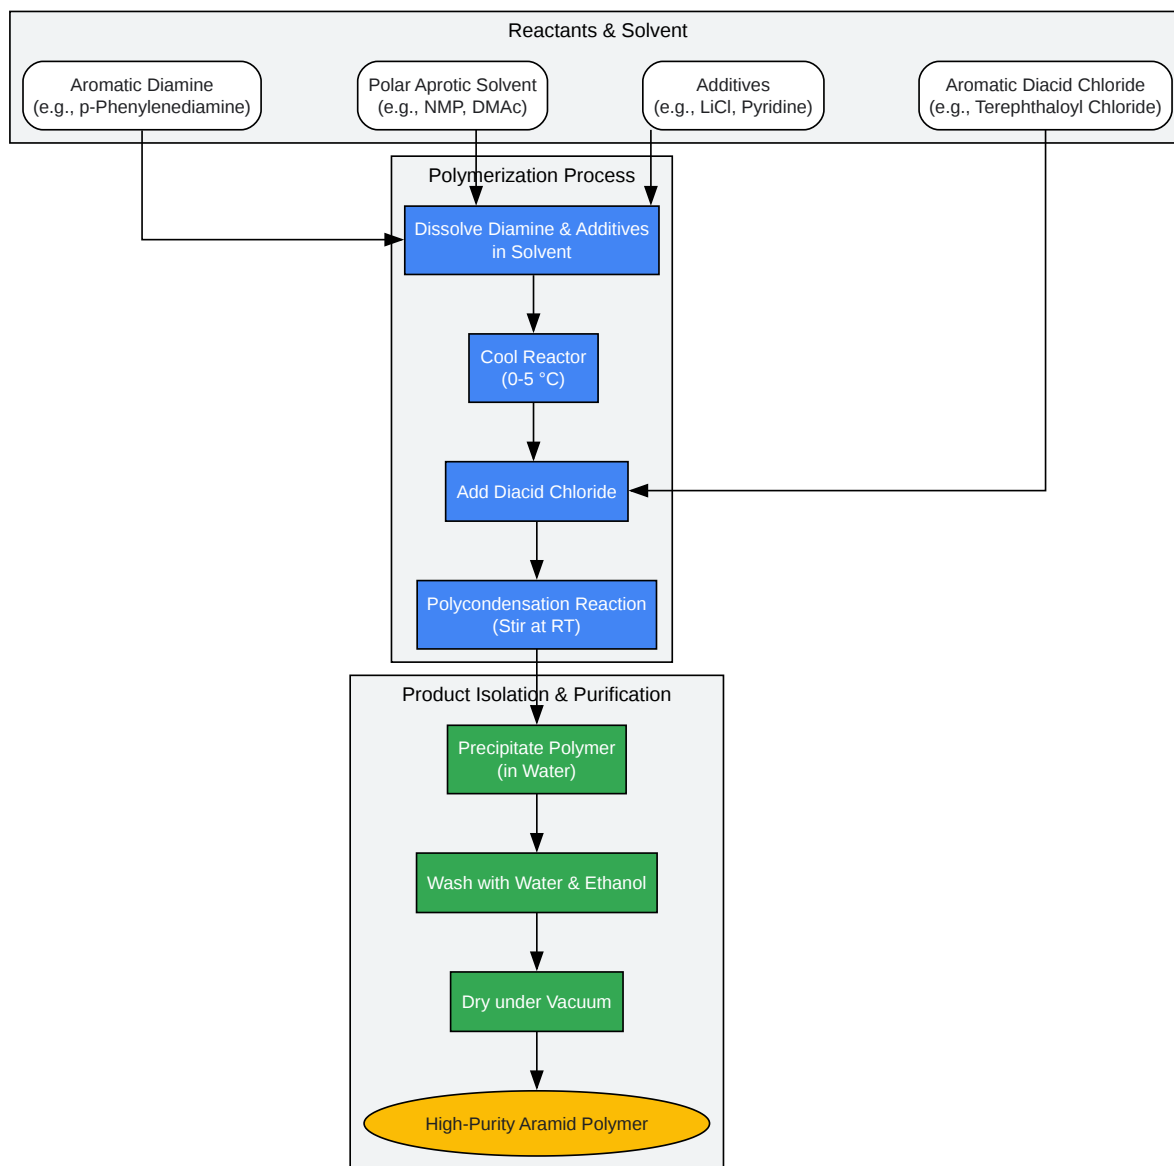 Reactants & Solvent
Aromatic Diamine
(e.g., p-Phenylenediamine)
Polar Aprotic Solvent
(e.g., NMP, DMAc)
Additives
(e.g., LiCl, Pyridine)
Aromatic Diacid Chloride
(e.g., Terephthaloyl Chloride)
Polymerization Process
Dissolve Diamine & Additives
in Solvent
Cool Reactor
(0-5 °C)
Add Diacid Chloride
Polycondensation Reaction
(Stir at RT)
Product Isolation & Purification
Precipitate Polymer
(in Water)
Wash with Water & Ethanol
Dry under Vacuum
High-Purity Aramid Polymer